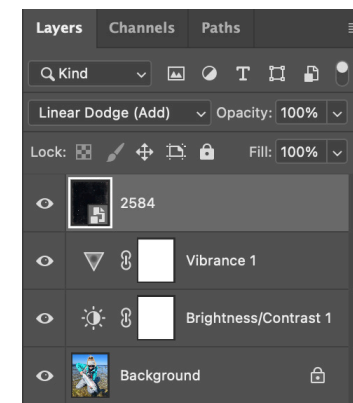 Layers Channels Paths
Kind T
Linear Dodge (Add) Opacity: 100%
Lock: Fill: 100%
2584
Vibrance 1
Brightness/Contrast 1
Background